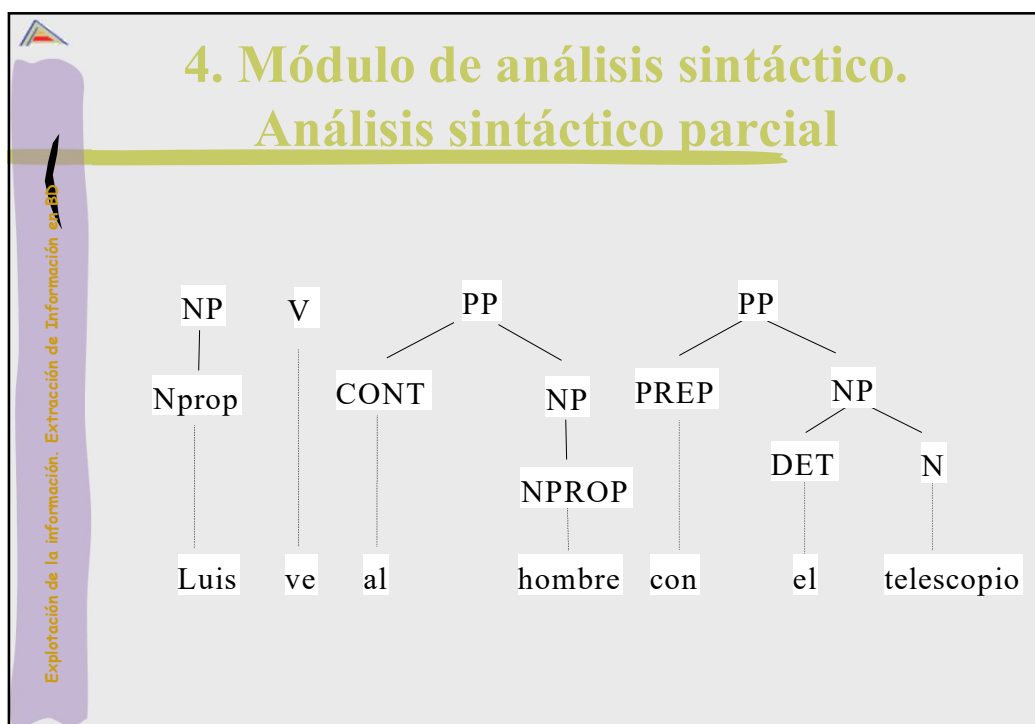 4. Módulo de análisis sintáctico.
Análisis sintáctico parcial
Explotación de la información. Extracción de Información en BD
NP V PP PP
Nprop CONT NP PREP NP
NPROP DET N
Luis ve al hombre con el telescopio